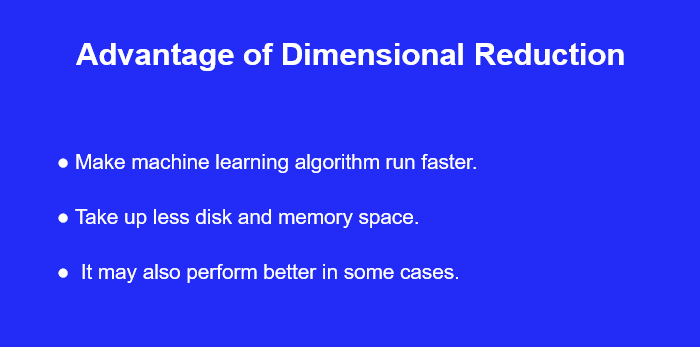 Advantage of Dimensional Reduction
● Make machine learning algorithm run faster.
● Take up less disk and memory space.
● It may also perform better in some cases.